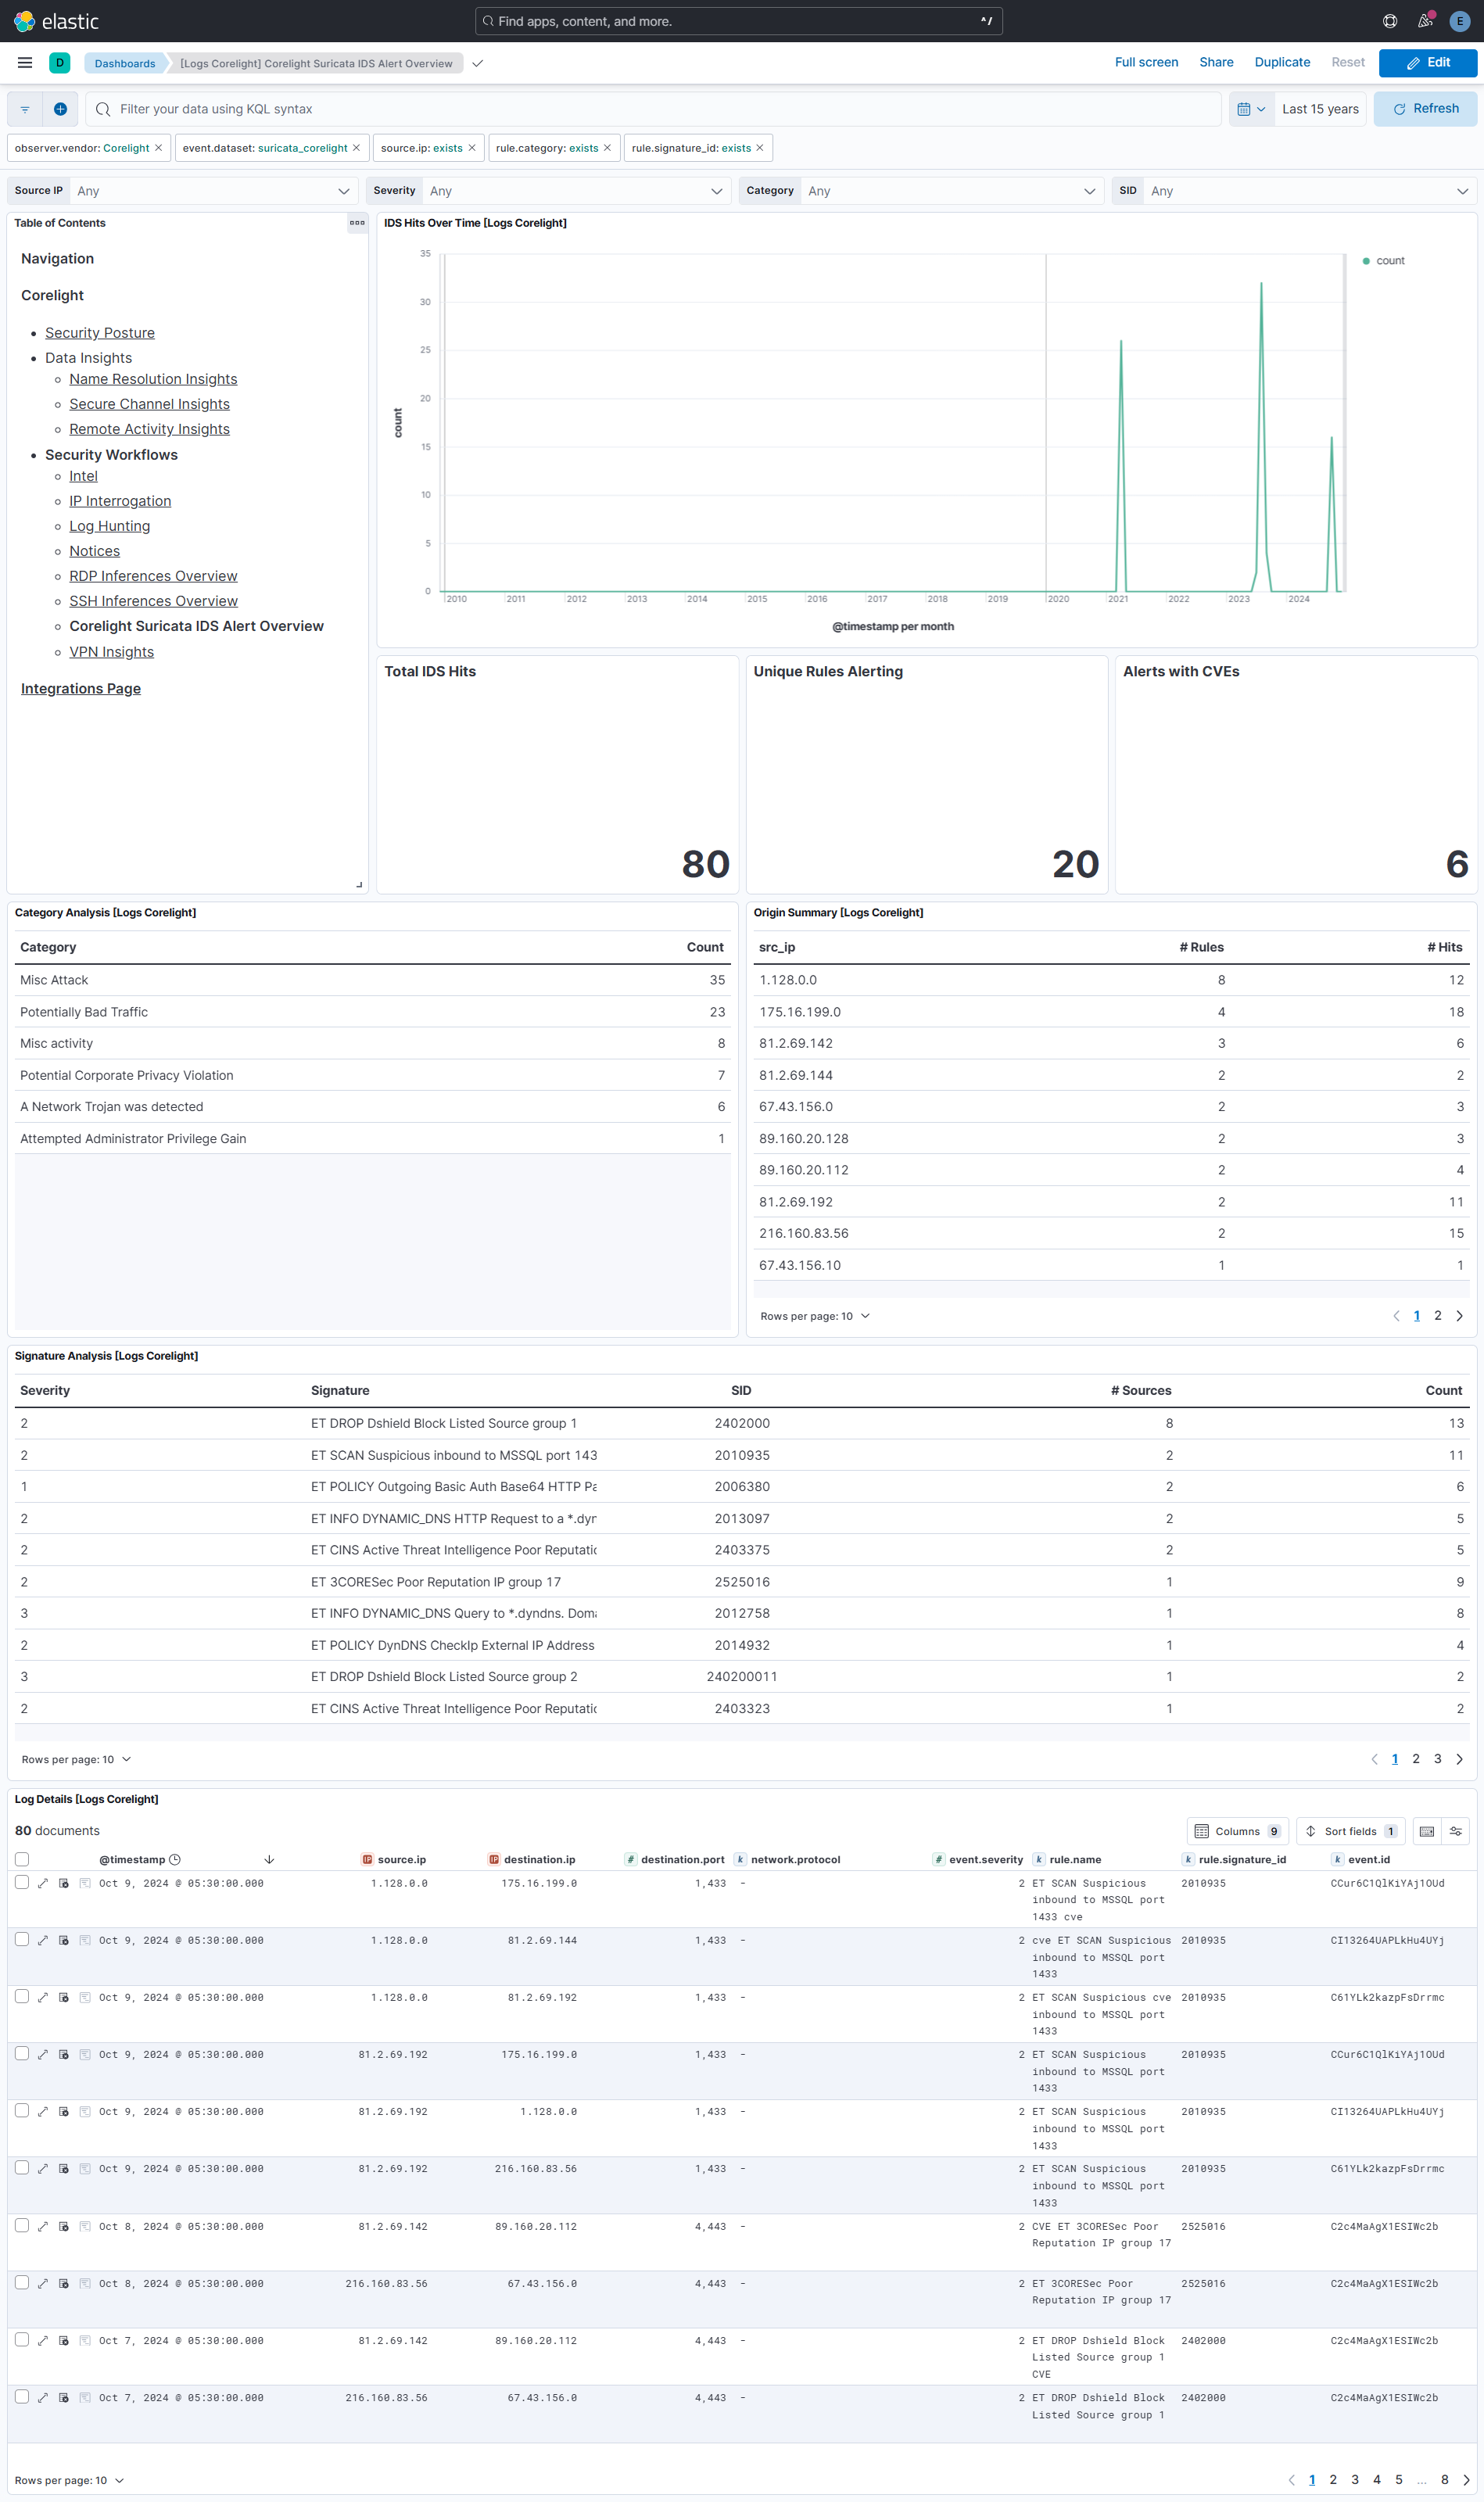 elastic
Find apps, content, and more.
^/
E
D
Dashboards
[Logs Corelight] Corelight Suricata IDS Alert Overview
Full screen
Share
Duplicate
Reset
Edit
Filter your data using KQL syntax
Last 15 years
Refresh
observer.vendor: Corelight
event.dataset: suricata_corelight
source.ip: exists
rule.category: exists
rule.signature_id: exists
Source IP Any
Severity Any
Category Any
SID Any
Table of Contents
Navigation
Corelight
Security Posture
Data Insights
Name Resolution Insights
Secure Channel Insights
Remote Activity Insights
Security Workflows
Intel
IP Interrogation
Log Hunting
Notices
RDP Inferences Overview
SSH Inferences Overview
Corelight Suricata IDS Alert Overview
VPN Insights
Integrations Page
IDS Hits Over Time [Logs Corelight]
35
30
25
20
15
10
5
0
count
2010 2011 2012 2013 2014 2015 2016 2017 2018 2019 2020 2021 2022 2023 2024
@timestamp per month
count
Total IDS Hits
80
Unique Rules Alerting
20
Alerts with CVEs
6
Category Analysis [Logs Corelight]
Category Count
Misc Attack 35
Potentially Bad Traffic 23
Misc activity 8
Potential Corporate Privacy Violation 7
A Network Trojan was detected 6
Attempted Administrator Privilege Gain 1
Origin Summary [Logs Corelight]
src_ip # Rules # Hits
1.128.0.0 8 12
175.16.199.0 4 18
81.2.69.142 3 6
81.2.69.144 2 2
67.43.156.0 2 3
89.160.20.128 2 3
89.160.20.112 2 4
81.2.69.192 2 11
216.160.83.56 2 15
67.43.156.10 1 1
Rows per page: 10
1 2
Signature Analysis [Logs Corelight]
Severity Signature SID # Sources Count
2 ET DROP Dshield Block Listed Source group 1 2402000 8 13
2 ET SCAN Suspicious inbound to MSSQL port 143 2010935 2 11
1 ET POLICY Outgoing Basic Auth Base64 HTTP Pa 2006380 2 6
2 ET INFO DYNAMIC_DNS HTTP Request to a *.dyn 2013097 2 5
2 ET CINS Active Threat Intelligence Poor Reputatio 2403375 2 5
2 ET 3CORESec Poor Reputation IP group 17 2525016 1 9
3 ET INFO DYNAMIC_DNS Query to *.dyndns. Doma 2012758 1 8
2 ET POLICY DynDNS CheckIp External IP Address 2014932 1 4
3 ET DROP Dshield Block Listed Source group 2 240200011 1 2
2 ET CINS Active Threat Intelligence Poor Reputatio 2403323 1 2
Rows per page: 10
1 2 3
Log Details [Logs Corelight]
80 documents
Columns 9
Sort fields 1
@timestamp IP source.ip IP destination.ip # destination.port k network.protocol # event.severity k rule.name k rule.signature_id k event.id
Oct 9, 2024 @ 05:30:00.000 1.128.0.0 175.16.199.0 1,433 - 2 ET SCAN Suspicious 2010935 CCur6C1QlKiYAj1OUd
inbound to MSSQL port
1433 cve
Oct 9, 2024 @ 05:30:00.000 1.128.0.0 81.2.69.144 1,433 - 2 cve ET SCAN Suspicious 2010935 CI13264UAPLkHu4UYj
inbound to MSSQL port
1433
Oct 9, 2024 @ 05:30:00.000 1.128.0.0 81.2.69.192 1,433 - 2 ET SCAN Suspicious cve 2010935 C61YLk2kazpFsDrrmc
inbound to MSSQL port
1433
Oct 9, 2024 @ 05:30:00.000 81.2.69.192 175.16.199.0 1,433 - 2 ET SCAN Suspicious 2010935 CCur6C1QlKiYAj1OUd
inbound to MSSQL port
1433
Oct 9, 2024 @ 05:30:00.000 81.2.69.192 1.128.0.0 1,433 - 2 ET SCAN Suspicious 2010935 CI13264UAPLkHu4UYj
inbound to MSSQL port
1433
Oct 9, 2024 @ 05:30:00.000 81.2.69.192 216.160.83.56 1,433 - 2 ET SCAN Suspicious 2010935 C61YLk2kazpFsDrrmc
inbound to MSSQL port
1433
Oct 8, 2024 @ 05:30:00.000 81.2.69.142 89.160.20.112 4,443 - 2 CVE ET 3CORESec Poor 2525016 C2c4MaAgX1ESIWc2b
Reputation IP group 17
Oct 8, 2024 @ 05:30:00.000 216.160.83.56 67.43.156.0 4,443 - 2 ET 3CORESec Poor 2525016 C2c4MaAgX1ESIWc2b
Reputation IP group 17
Oct 7, 2024 @ 05:30:00.000 81.2.69.142 89.160.20.112 4,443 - 2 ET DROP Dshield Block 2402000 C2c4MaAgX1ESIWc2b
Listed Source group 1
CVE
Oct 7, 2024 @ 05:30:00.000 216.160.83.56 67.43.156.0 4,443 - 2 ET DROP Dshield Block 2402000 C2c4MaAgX1ESIWc2b
Listed Source group 1
Rows per page: 10
1 2 3 4 5 ... 8